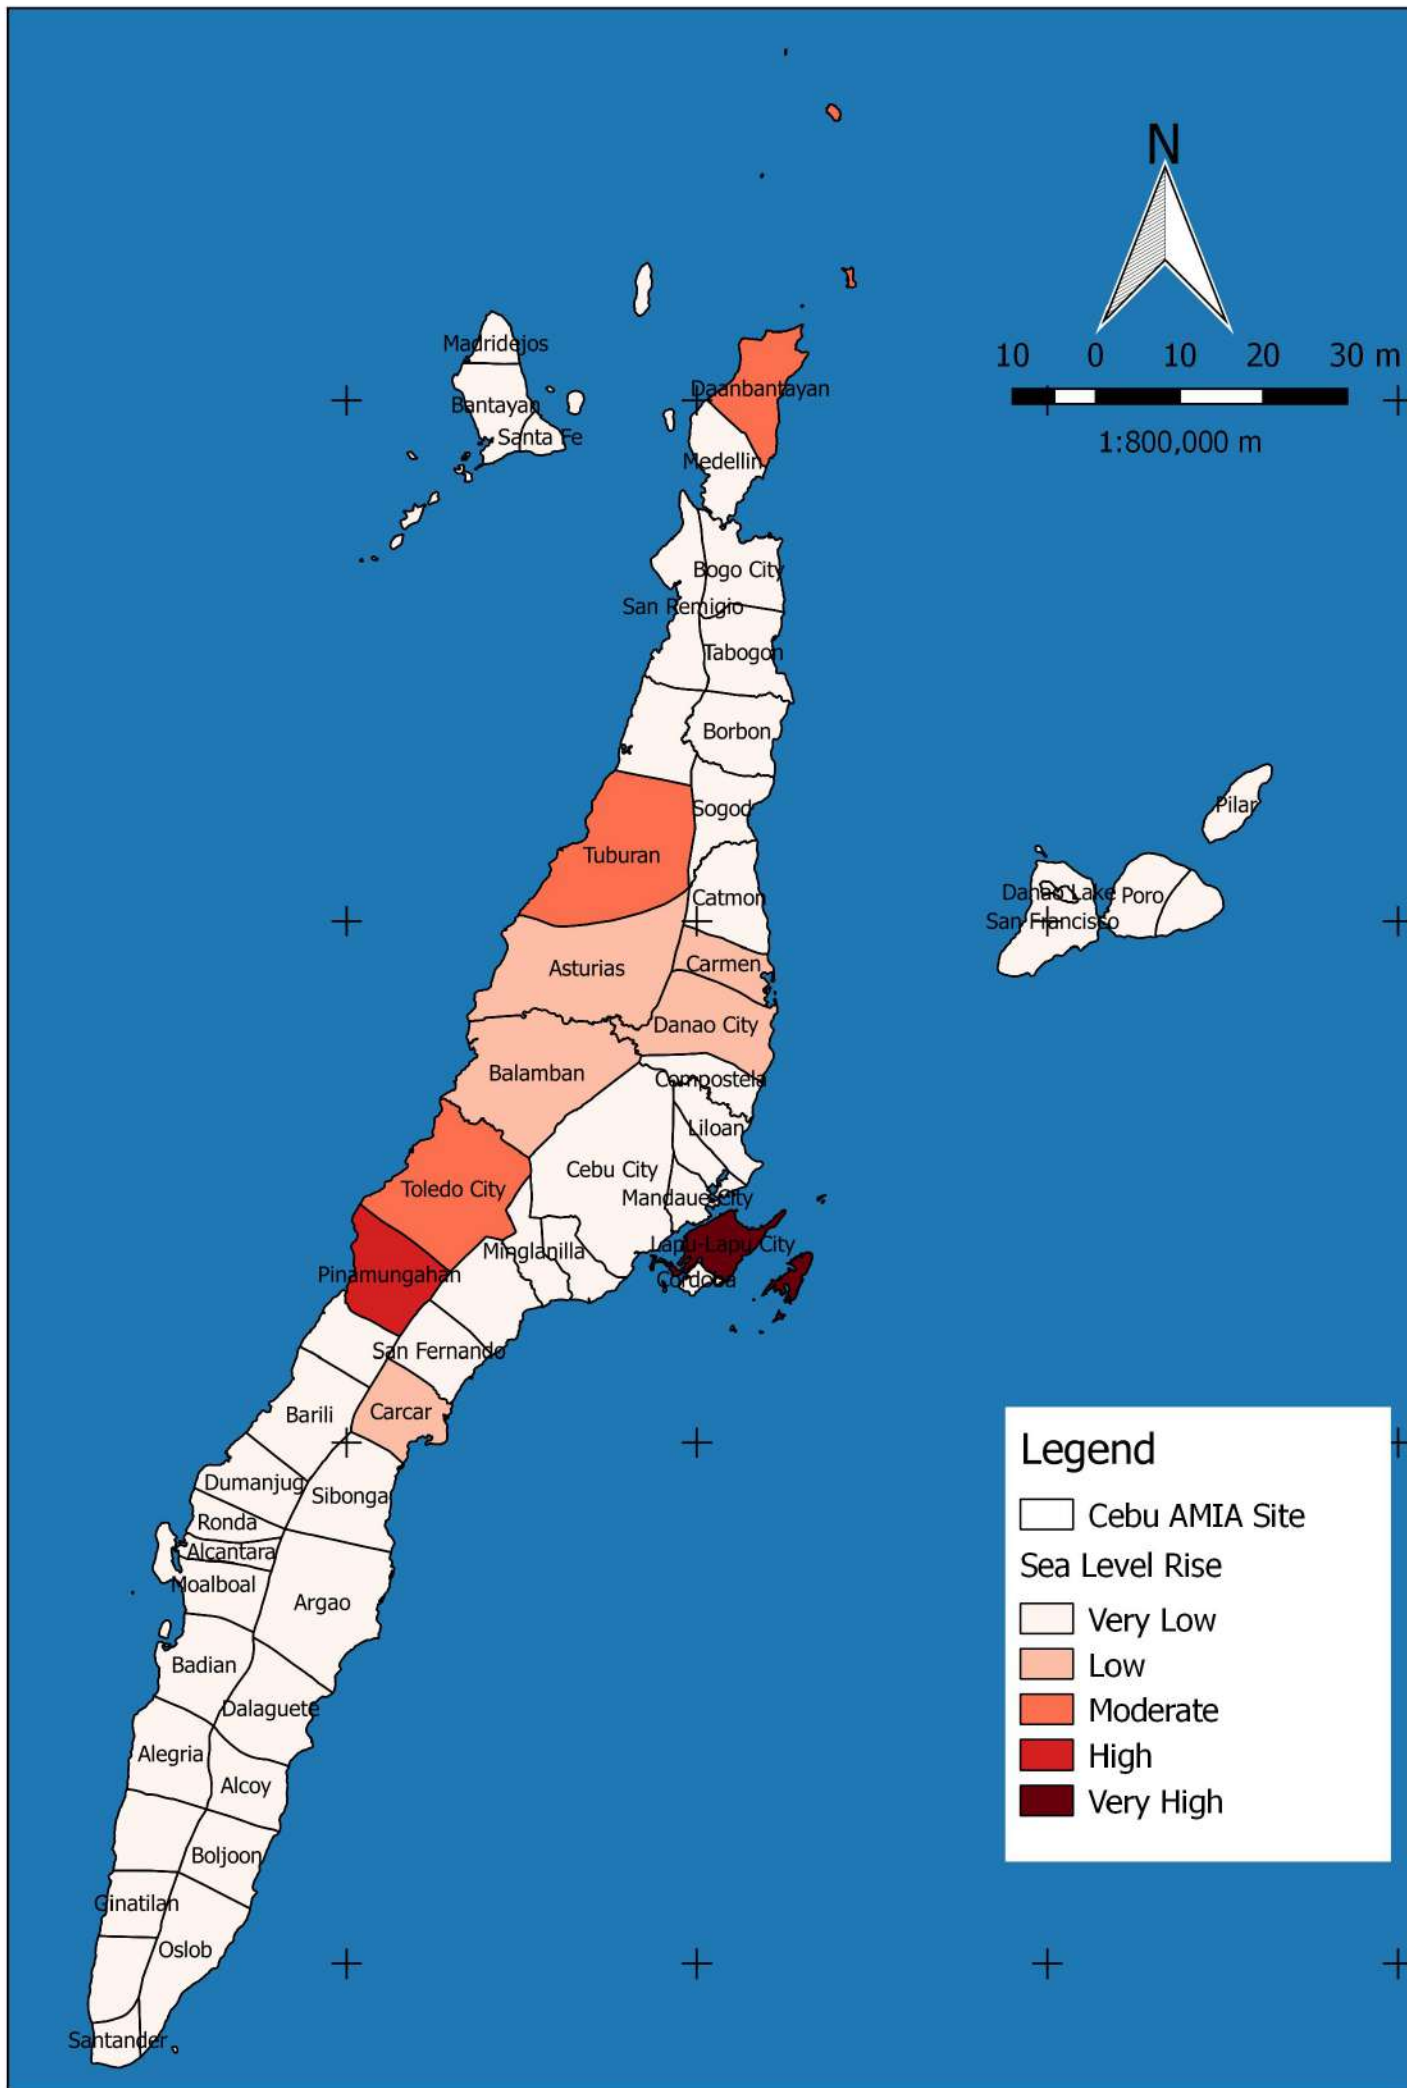 N
10 0 10 20 30 m
1:800,000 m
Madridejos
Bantayan
Santa Fe
Daanbantayan
Medellin
Bogo City
San Remigio
Tabogon
Borbon
Sogod
Pilar
Tuburan
Catmon
Danao Lake
Poro
San Francisco
Asturias
Carmen
Danao City
Balamban
Compostela
Liloan
Cebu City
Toledo City
Mandaue City
Lapu-Lapu City
Minglanilla
Pinamungahan
Cordoba
San Fernando
Barili
Carcar
Dumanjug
Sibonga
Ronda
Alcantara
Moalboal
Argao
Badian
Dalaguete
Alegria
Alcoy
Boljoon
Ginatilan
Oslob
Santander
Legend
Cebu AMIA Site
Sea Level Rise
Very Low
Low
Moderate
High
Very High